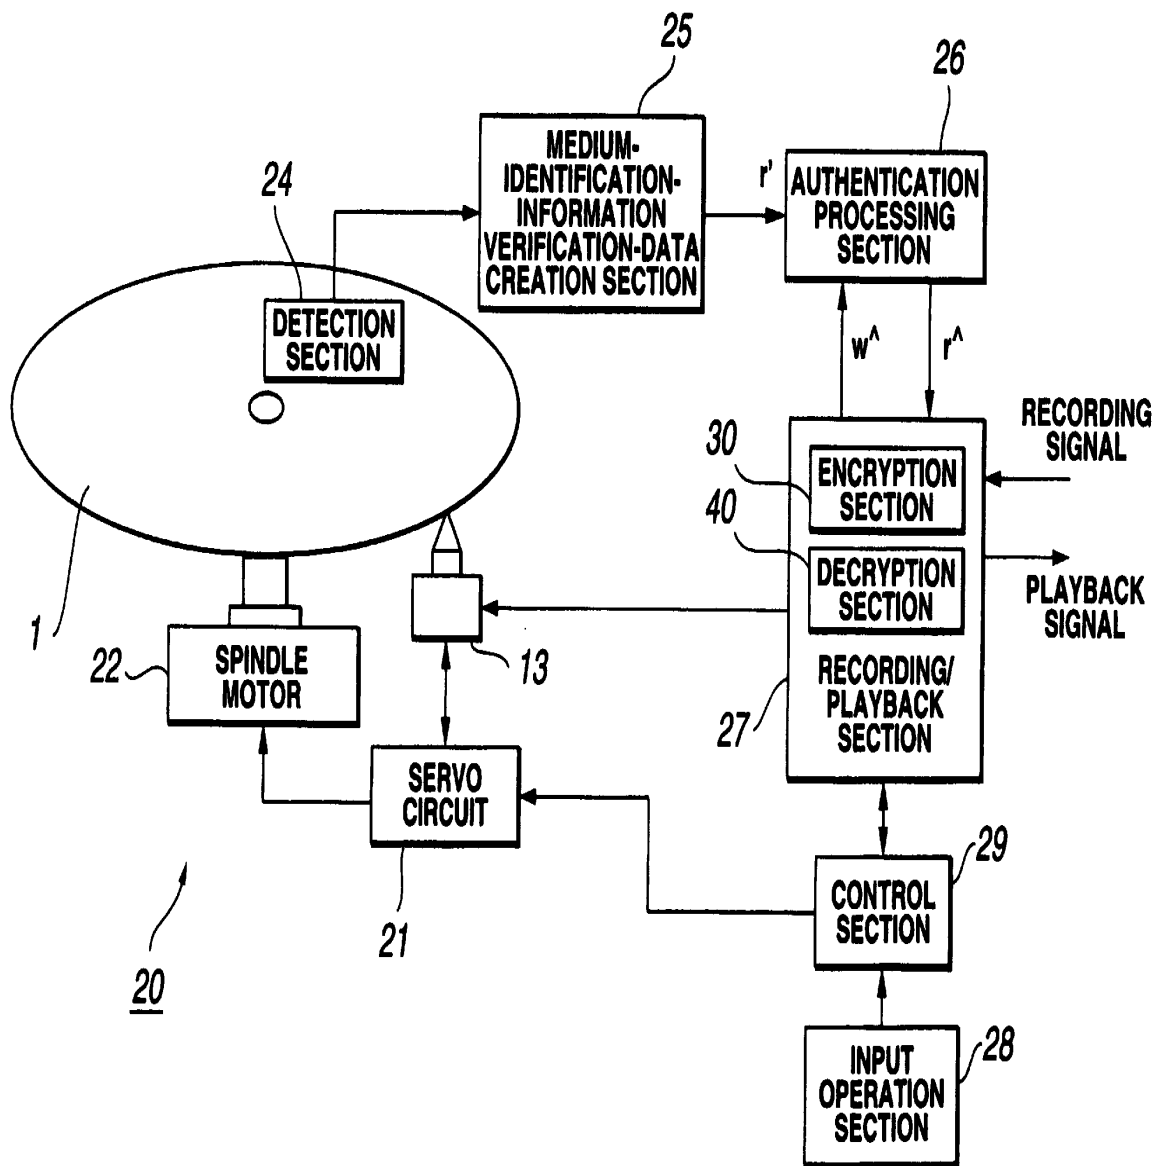 25
26
MEDIUM-
IDENTIFICATION-
INFORMATION
VERIFICATION-DATA
CREATION SECTION
r'
AUTHENTICATION
PROCESSING
SECTION
24
DETECTION
SECTION
w^
r^
RECORDING
SIGNAL
30
ENCRYPTION
SECTION
40
DECRYPTION
SECTION
PLAYBACK
SIGNAL
1
22
SPINDLE
MOTOR
13
RECORDING/
PLAYBACK
SECTION
27
SERVO
CIRCUIT
21
29
CONTROL
SECTION
20
28
INPUT
OPERATION
SECTION